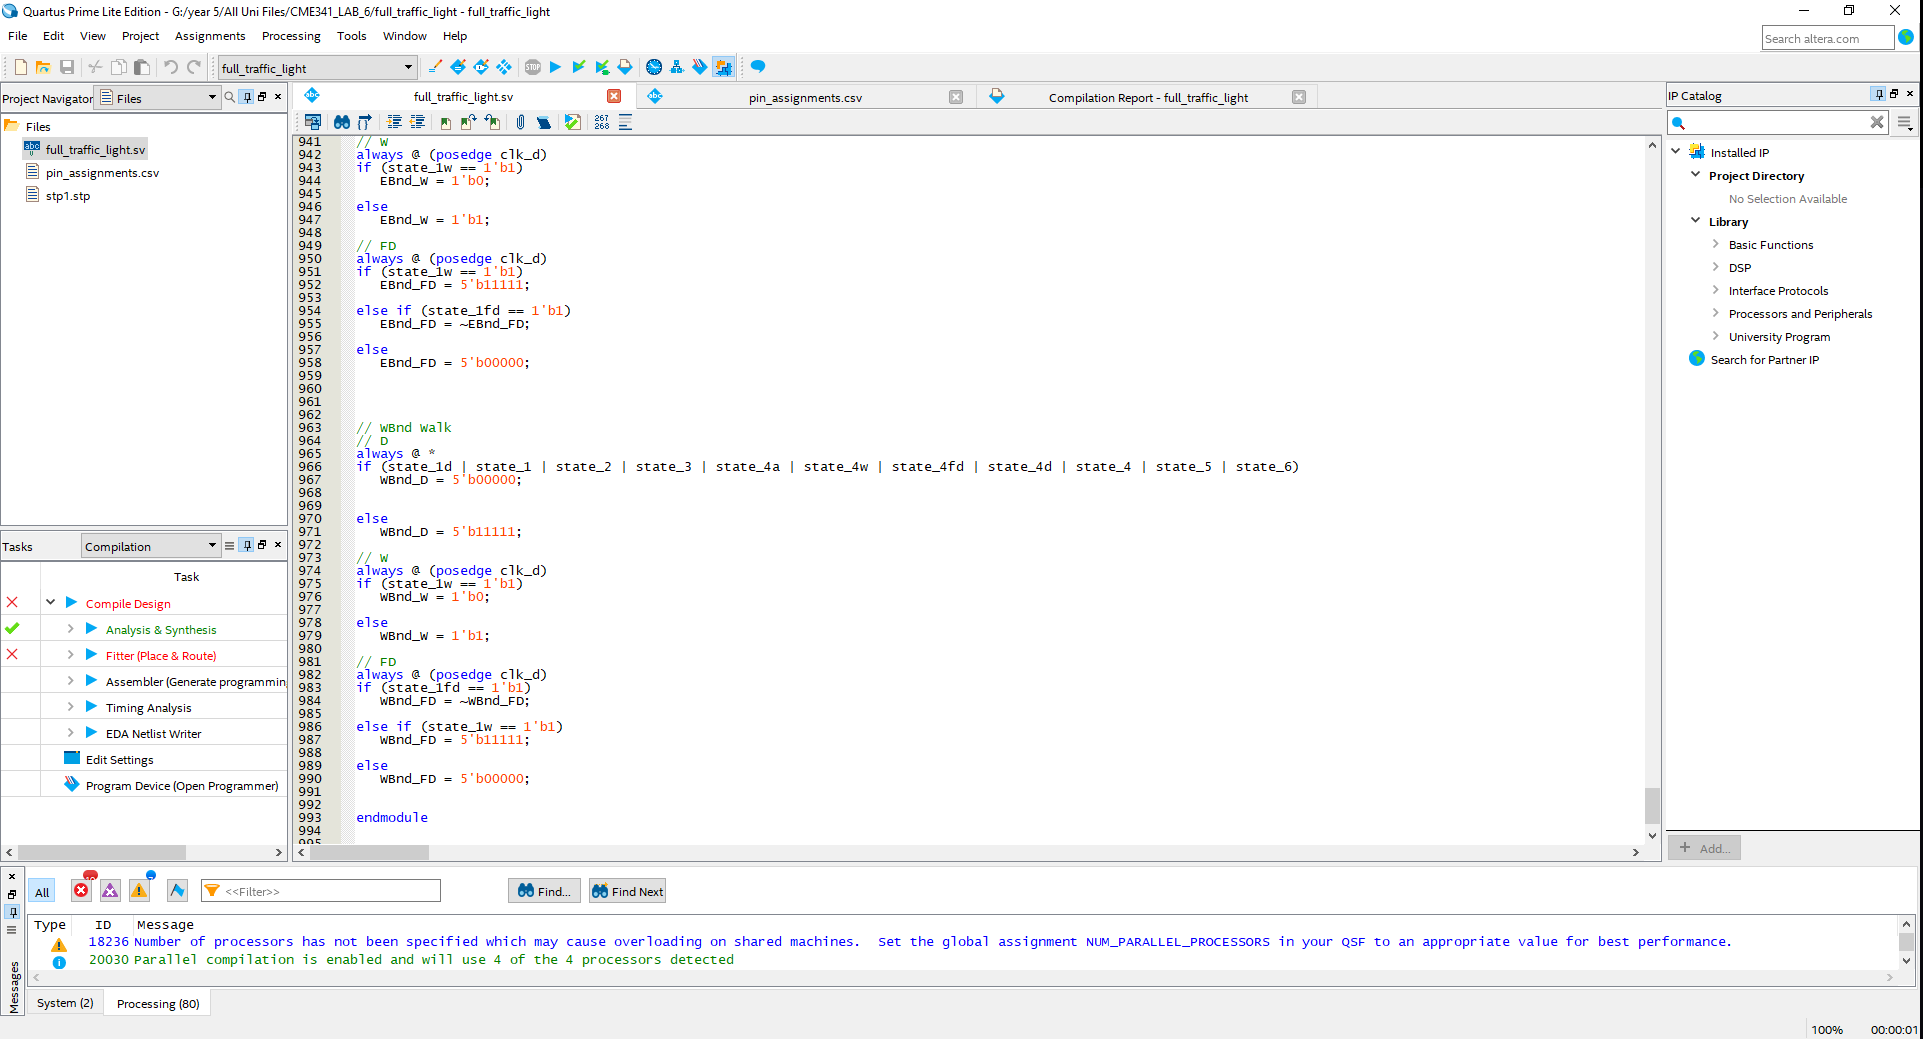 Quartus Prime Lite Edition - G:/year 5/All Uni Files/CME341_LAB_6/full_traffic_light - full_traffic_light
File Edit View Project Assignments Processing Tools Window Help
Search altera.com
full_traffic_light
STOP
Project Navigator Files
full_traffic_light.sv
pin_assignments.csv
Compilation Report - full_traffic_light
IP Catalog
Files
full_traffic_light.sv
pin_assignments.csv
stp1.stp
267
268
941 // W
942 always @ (posedge clk_d)
943 if (state_1w == 1'b1)
944 EBnd_W = 1'b0;
945
946 else
947 EBnd_W = 1'b1;
948
949 // FD
950 always @ (posedge clk_d)
951 if (state_1w == 1'b1)
952 EBnd_FD = 5'b11111;
953
954 else if (state_1fd == 1'b1)
955 EBnd_FD = ~EBnd_FD;
956
957 else
958 EBnd_FD = 5'b00000;
959
960
961
962
963 // WBnd Walk
964 // D
965 always @ *
966 if (state_1d | state_1 | state_2 | state_3 | state_4a | state_4w | state_4fd | state_4d | state_4 | state_5 | state_6)
967 WBnd_D = 5'b00000;
968
969
970 else
971 WBnd_D = 5'b11111;
972
973 // W
974 always @ (posedge clk_d)
975 if (state_1w == 1'b1)
976 WBnd_W = 1'b0;
977
978 else
979 WBnd_W = 1'b1;
980
981 // FD
982 always @ (posedge clk_d)
983 if (state_1fd == 1'b1)
984 WBnd_FD = ~WBnd_FD;
985
986 else if (state_1w == 1'b1)
987 WBnd_FD = 5'b11111;
988
989 else
990 WBnd_FD = 5'b00000;
991
992
993 endmodule
994
995
Installed IP
Project Directory
No Selection Available
Library
Basic Functions
DSP
Interface Protocols
Processors and Peripherals
University Program
Search for Partner IP
Add...
Tasks Compilation
Task
Compile Design
Analysis & Synthesis
Fitter (Place & Route)
Assembler (Generate programmin
Timing Analysis
EDA Netlist Writer
Edit Settings
Program Device (Open Programmer)
All
<<Filter>>
Find...
Find Next
Type ID Message
18236 Number of processors has not been specified which may cause overloading on shared machines. Set the global assignment NUM_PARALLEL_PROCESSORS in your QSF to an appropriate value for best performance.
20030 Parallel compilation is enabled and will use 4 of the 4 processors detected
Messages
System (2) Processing (80)
100% 00:00:01